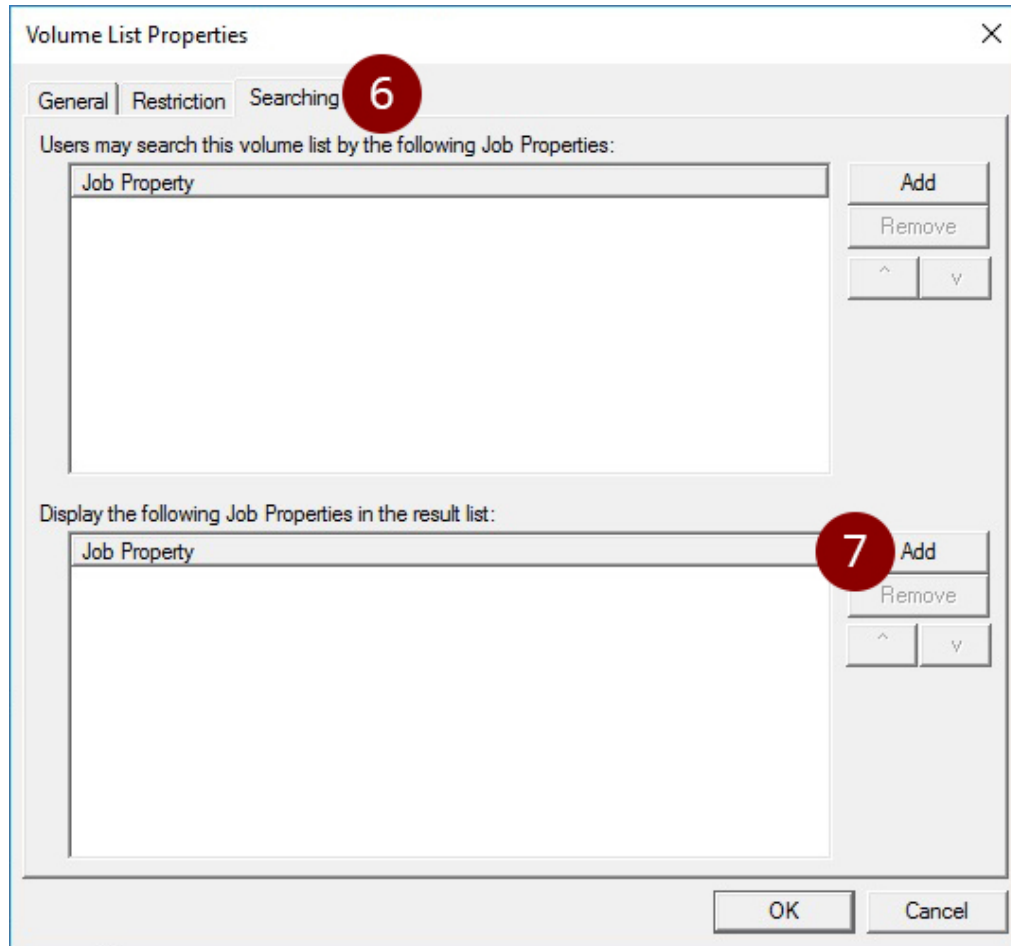 Volume List Properties
General Restriction Searching 6
Users may search this volume list by the following Job Properties:
Job Property
Add
Remove
^ v
Display the following Job Properties in the result list:
Job Property
7 Add
Remove
^ v
OK Cancel